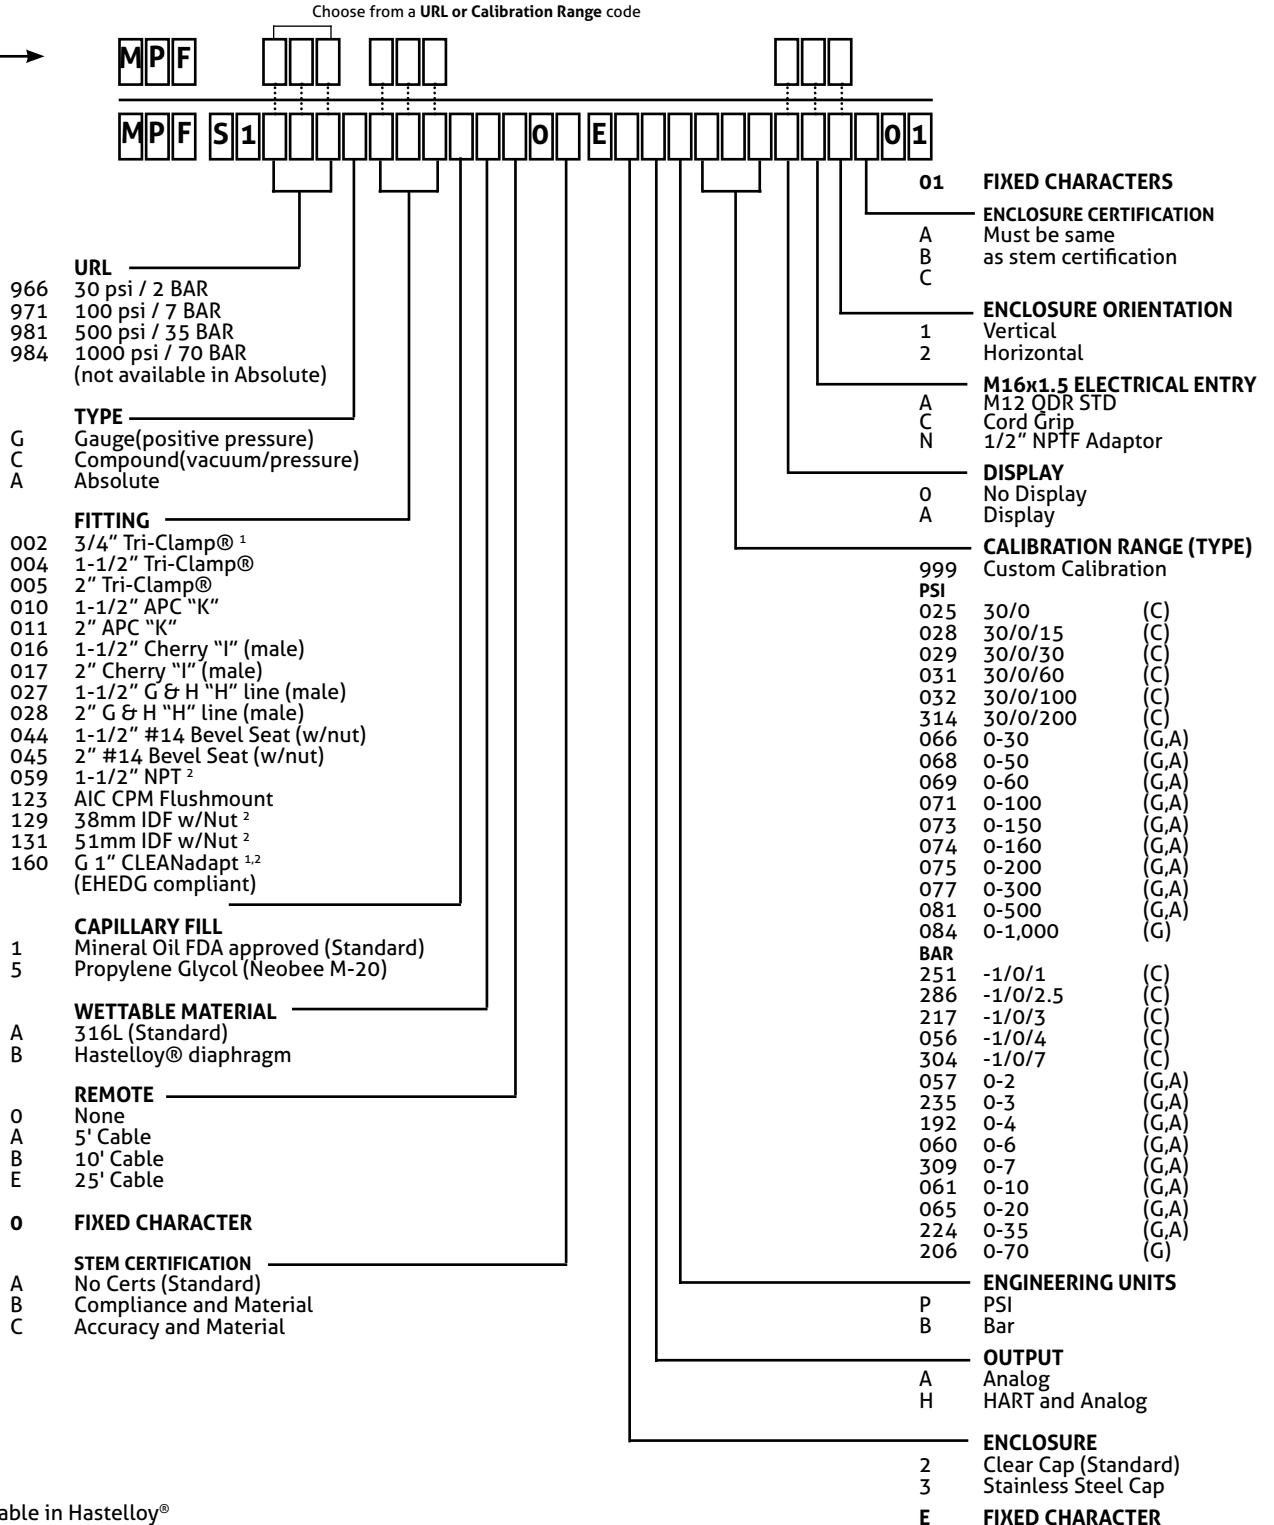 Choose from a URL or Calibration Range code
MPF
MPF S1 0 E 01
URL
966 30 psi / 2 BAR
971 100 psi / 7 BAR
981 500 psi / 35 BAR
984 1000 psi / 70 BAR
(not available in Absolute)
TYPE
G Gauge(positive pressure)
C Compound(vacuum/pressure)
A Absolute
FITTING
002 3/4" Tri-Clamp® 1
004 1-1/2" Tri-Clamp®
005 2" Tri-Clamp®
010 1-1/2" APC "K"
011 2" APC "K"
016 1-1/2" Cherry "I" (male)
017 2" Cherry "I" (male)
027 1-1/2" G & H "H" line (male)
028 2" G & H "H" line (male)
044 1-1/2" #14 Bevel Seat (w/nut)
045 2" #14 Bevel Seat (w/nut)
059 1-1/2" NPT 2
123 AIC CPM Flushmount
129 38mm IDF w/Nut 2
131 51mm IDF w/Nut 2
160 G 1" CLEANadapt 1,2
(EHEDG compliant)
CAPILLARY FILL
1 Mineral Oil FDA approved (Standard)
5 Propylene Glycol (Neobee M-20)
WETTABLE MATERIAL
A 316L (Standard)
B Hastelloy® diaphragm
REMOTE
0 None
A 5' Cable
B 10' Cable
E 25' Cable
0 FIXED CHARACTER
STEM CERTIFICATION
A No Certs (Standard)
B Compliance and Material
C Accuracy and Material
able in Hastelloy®
01 FIXED CHARACTERS
ENCLOSURE CERTIFICATION
A Must be same
B as stem certification
C
ENCLOSURE ORIENTATION
1 Vertical
2 Horizontal
M16x1.5 ELECTRICAL ENTRY
A M12 QDR STD
C Cord Grip
N 1/2" NPTF Adaptor
DISPLAY
0 No Display
A Display
CALIBRATION RANGE (TYPE)
999 Custom Calibration
PSI
025 30/0 (C)
028 30/0/15 (C)
029 30/0/30 (C)
031 30/0/60 (C)
032 30/0/100 (C)
314 30/0/200 (C)
066 0-30 (G,A)
068 0-50 (G,A)
069 0-60 (G,A)
071 0-100 (G,A)
073 0-150 (G,A)
074 0-160 (G,A)
075 0-200 (G,A)
077 0-300 (G,A)
081 0-500 (G,A)
084 0-1,000 (G)
BAR
251 -1/0/1 (C)
286 -1/0/2.5 (C)
217 -1/0/3 (C)
056 -1/0/4 (C)
304 -1/0/7 (C)
057 0-2 (G,A)
235 0-3 (G,A)
192 0-4 (G,A)
060 0-6 (G,A)
309 0-7 (G,A)
061 0-10 (G,A)
065 0-20 (G,A)
224 0-35 (G,A)
206 0-70 (G)
ENGINEERING UNITS
P PSI
B Bar
OUTPUT
A Analog
H HART and Analog
ENCLOSURE
2 Clear Cap (Standard)
3 Stainless Steel Cap
E FIXED CHARACTER